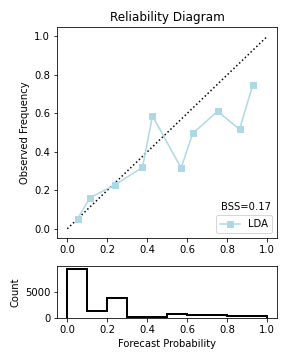 Reliability Diagram
1.0
0.8
0.6
0.4
0.2
0.0
Observed Frequency
BSS=0.17
LDA
0.0 0.2 0.4 0.6 0.8 1.0
5000
0
Count
0.0 0.2 0.4 0.6 0.8 1.0
Forecast Probability